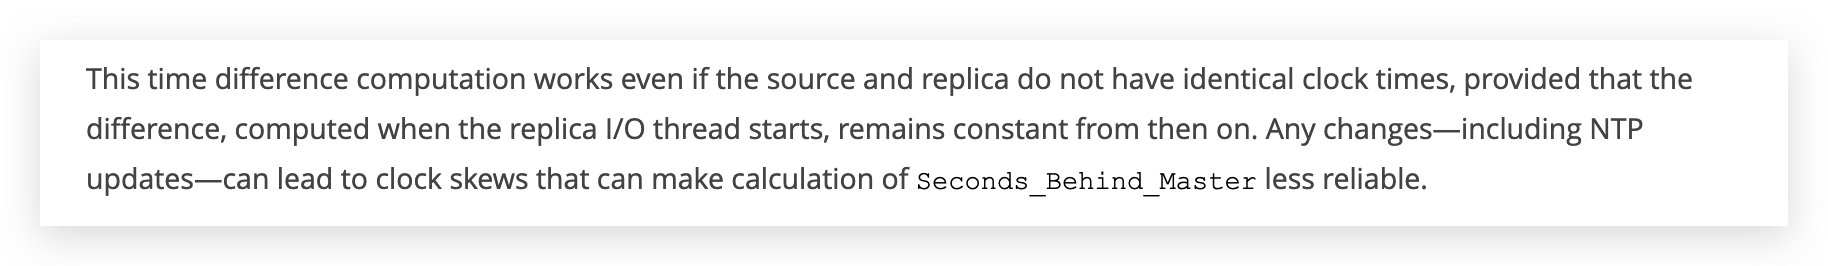 This time difference computation works even if the source and replica do not have identical clock times, provided that the
difference, computed when the replica I/O thread starts, remains constant from then on. Any changes—including NTP
updates—can lead to clock skews that can make calculation of Seconds_Behind_Master less reliable.